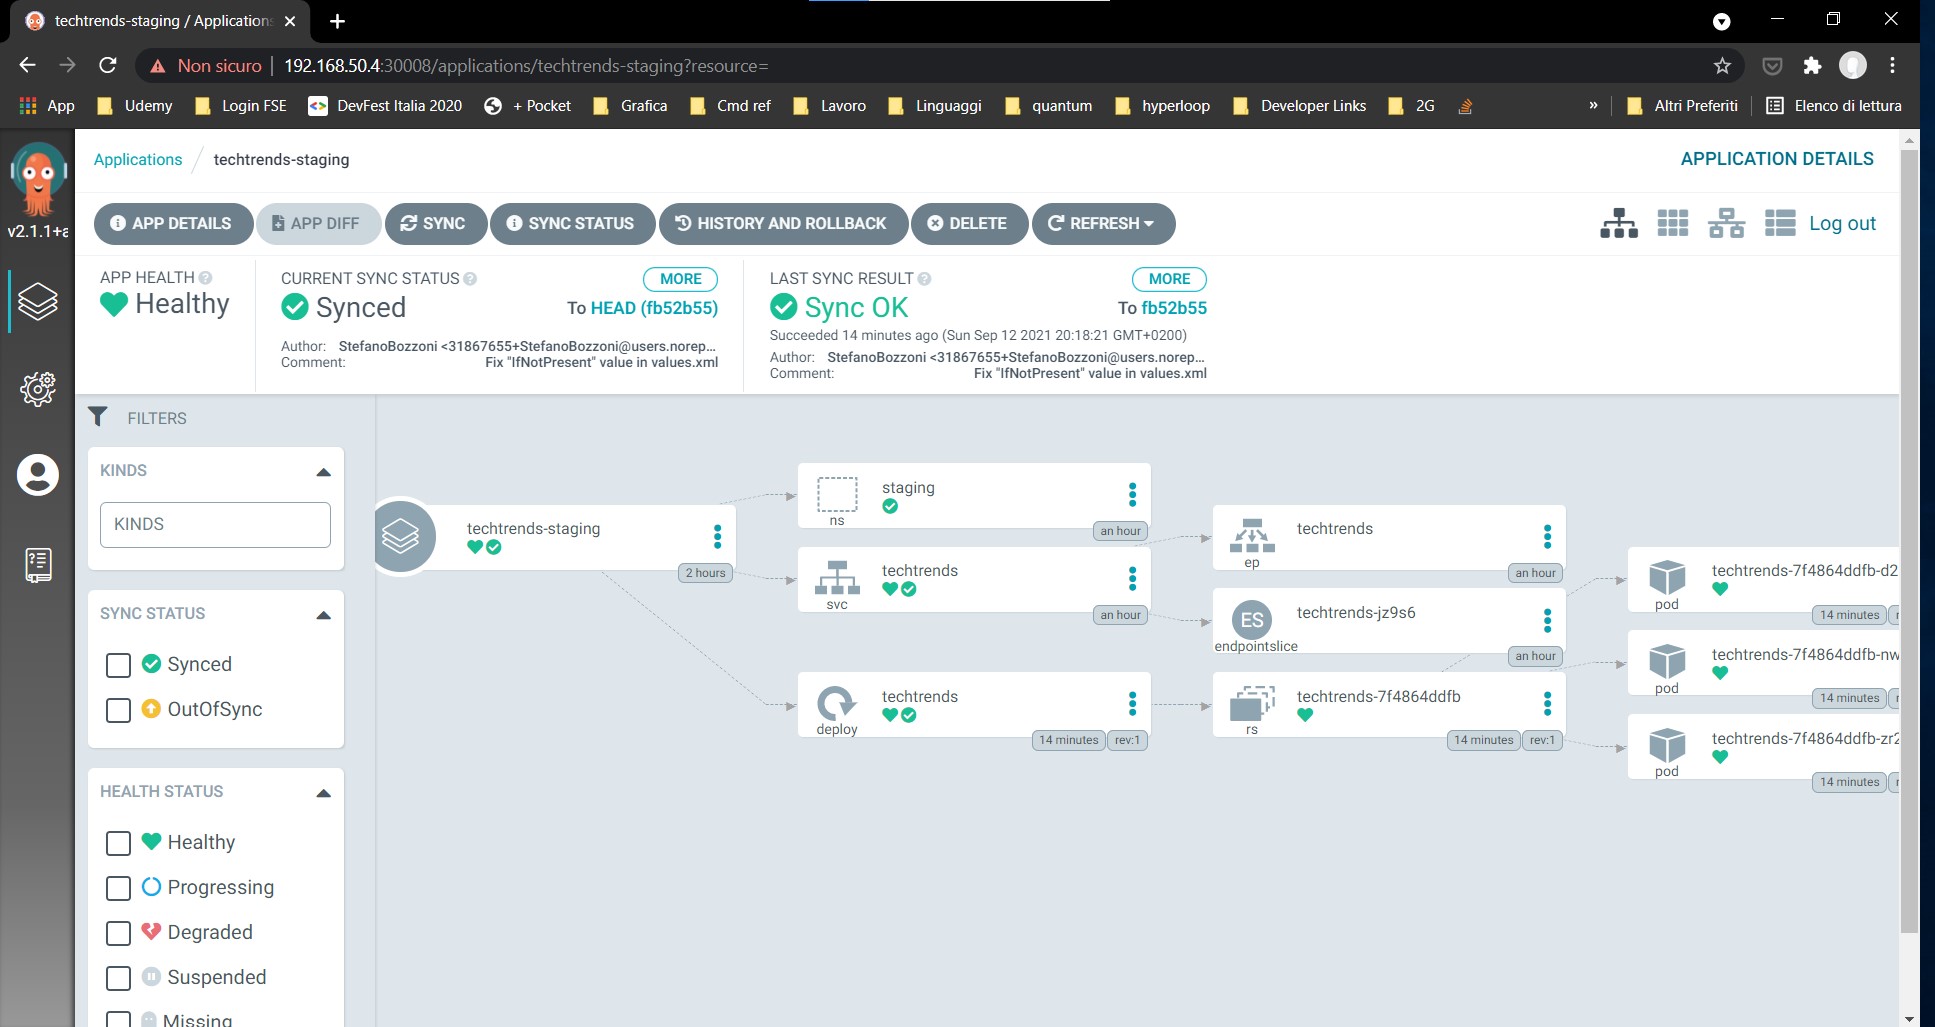 techtrends-staging / Application
Non sicuro 192.168.50.4:30008/applications/techtrends-staging?resource=
App Udemy Login FSE DevFest Italia 2020 + Pocket Grafica Cmd ref Lavoro Linguaggi quantum hyperloop Developer Links 2G » Altri Preferiti Elenco di lettura
Applications / techtrends-staging APPLICATION DETAILS
v2.1.1+a
APP DETAILS APP DIFF SYNC SYNC STATUS HISTORY AND ROLLBACK DELETE REFRESH Log out
APP HEALTH
Healthy
CURRENT SYNC STATUS MORE
Synced To HEAD (fb52b55)
Author: StefanoBozzoni <31867655+StefanoBozzoni@users.norep...
Comment: Fix "IfNotPresent" value in values.xml
LAST SYNC RESULT MORE
Sync OK To fb52b55
Succeeded 14 minutes ago (Sun Sep 12 2021 20:18:21 GMT+0200)
Author: StefanoBozzoni <31867655+StefanoBozzoni@users.norep...
Comment: Fix "IfNotPresent" value in values.xml
FILTERS
KINDS
KINDS
SYNC STATUS
Synced
OutOfSync
HEALTH STATUS
Healthy
Progressing
Degraded
Suspended
Missing
techtrends-staging
2 hours
staging
ns
an hour
techtrends
svc
an hour
techtrends
deploy
14 minutes rev:1
techtrends
ep
an hour
ES
techtrends-jz9s6
endpointslice
an hour
techtrends-7f4864ddfb
rs
14 minutes rev:1
techtrends-7f4864ddfb-d2
pod
14 minutes
techtrends-7f4864ddfb-nw
pod
14 minutes
techtrends-7f4864ddfb-zr2
pod
14 minutes